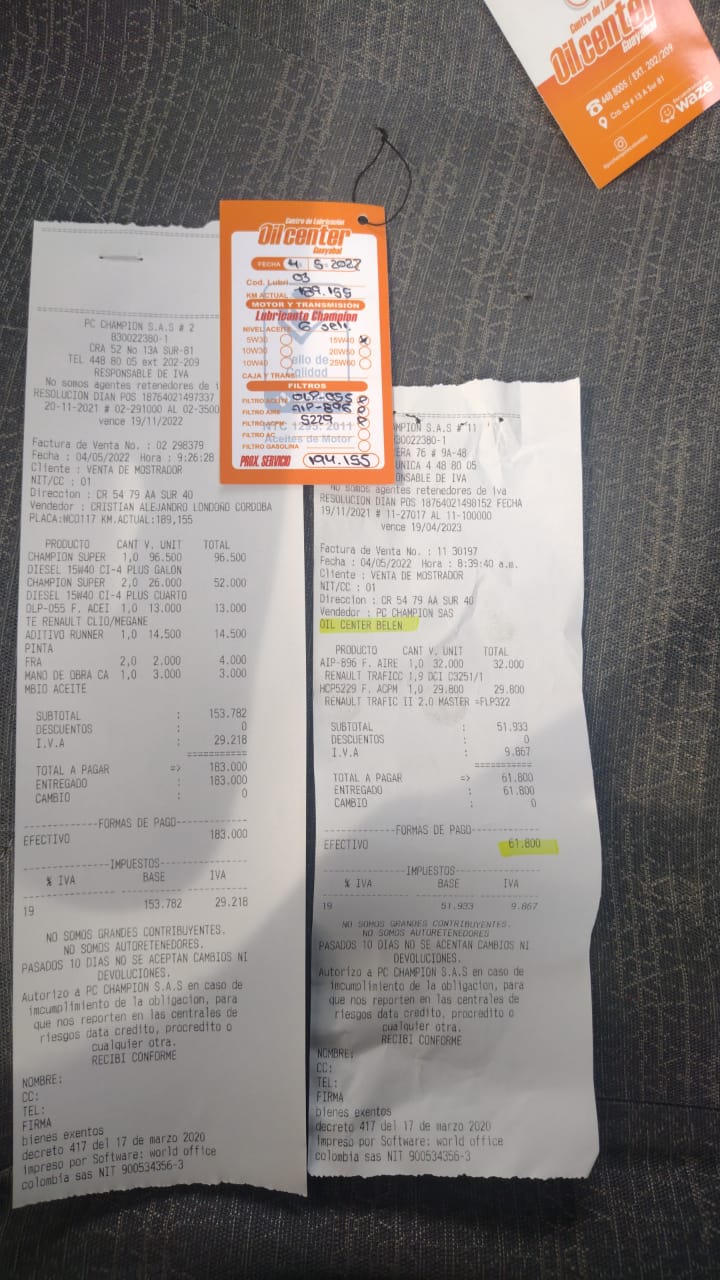 Centro de Lubricación
Oilcenter
Guayabal
448 8005 / EXT. 202/209
Cra. 52 # 13 A Sur 81
Encuéntranos en
waze
@pcchampioncolombia
Centro de Lubricación
Oilcenter
Guayabal
FECHA 4 5 2022
Cod. Lubri. 03
KM ACTUAL 189.155
MOTOR Y TRANSMISIÓN
Lubricante Champion
NIVEL ACEITE 6
5W30 15W40
10W30 20W50
10W40 25W60
CAJA Y TRANS
FILTROS
FILTRO ACEITE OLP-055
FILTRO AIRE AIP-896
FILTRO ACPM 5229
FILTRO AC
FILTRO GASOLINA
PROX. SERVICIO 194.155
Sello de
Calidad
NTC 1295: 2011
Aceites de Motor
PC CHAMPION S.A.S # 2
830022380-1
CRA 52 No 13A SUR-81
TEL 448 80 05 ext 202-209
RESPONSABLE DE IVA
No somos agentes retenedores de i
RESOLUCION DIAN POS 18764021497337
20-11-2021 # 02-291000 AL 02-3500
vence 19/11/2022
Factura de Venta No. : 02 298379
Fecha : 04/05/2022 Hora : 9:26:28
Cliente : VENTA DE MOSTRADOR
NIT/CC : 01
Direccion : CR 54 79 AA SUR 40
Vendedor : CRISTIAN ALEJANDRO LONDOÑO CORDOBA
PLACA:WCO117 KM.ACTUAL:189,155
PRODUCTO CANT V. UNIT TOTAL
CHAMPION SUPER 1,0 96.500 96.500
DIESEL 15W40 CI-4 PLUS GALON
CHAMPION SUPER 2,0 26.000 52.000
DIESEL 15W40 CI-4 PLUS CUARTO
OLP-055 F. ACEI 1,0 13.000 13.000
TE RENAULT CLIO/MEGANE
ADITIVO RUNNER 1,0 14.500 14.500
PINTA
FRA 2,0 2.000 4.000
MANO DE OBRA CA 1,0 3.000 3.000
MBIO ACEITE
SUBTOTAL : 153.782
DESCUENTOS : 0
I.V.A : 29.218
===========
TOTAL A PAGAR => 183.000
ENTREGADO : 183.000
CAMBIO : 0
------------FORMAS DE PAGO------------
EFECTIVO 183.000
--------------IMPUESTOS--------------
% IVA BASE IVA
19 153.782 29.218
NO SOMOS GRANDES CONTRIBUYENTES.
NO SOMOS AUTORETENEDORES.
PASADOS 10 DIAS NO SE ACEPTAN CAMBIOS NI
DEVOLUCIONES.
Autorizo a PC CHAMPION S.A.S en caso de
imcumplimiento de la obligacion, para
que nos reporten en las centrales de
riesgos data credito, procredito o
cualquier otra.
RECIBI CONFORME
NOMBRE:
CC:
TEL:
FIRMA
bienes exentos
decreto 417 del 17 de marzo 2020
impreso por Software: world office
colombia sas NIT 900534356-3
MPION S.A.S # 11
30022380-1
ERA 76 # 9A-48
UNICA 4 48 80 05
ONSABLE DE IVA
No somos agentes retenedores de iva
RESOLUCION DIAN POS 18764021498152 FECHA
19/11/2021 # 11-27017 AL 11-100000
vence 19/04/2023
Factura de Venta No. : 11 30197
Fecha : 04/05/2022 Hora : 8:39:40 a.m.
Cliente : VENTA DE MOSTRADOR
NIT/CC : 01
Direccion : CR 54 79 AA SUR 40
Vendedor : PC CHAMPION SAS
OIL CENTER BELEN
PRODUCTO CANT V. UNIT TOTAL
AIP-896 F. AIRE 1,0 32.000 32.000
RENAULT TRAFICC 1,9 DCI C3251/1
HCP5229 F. ACPM 1,0 29.800 29.800
RENAULT TRAFIC II 2.0 MASTER =FLP322
SUBTOTAL : 51.933
DESCUENTOS : 0
I.V.A : 9.867
===========
TOTAL A PAGAR => 61.800
ENTREGADO : 61.800
CAMBIO : 0
------------FORMAS DE PAGO------------
EFECTIVO 61.800
--------------IMPUESTOS--------------
% IVA BASE IVA
19 51.933 9.867
NO SOMOS GRANDES CONTRIBUYENTES.
NO SOMOS AUTORETENEDORES
PASADOS 10 DIAS NO SE ACENTAN CAMBIOS NI
DEVOLUCIONES.
Autorizo a PC CHAMPION S.A.S en caso de
imcumplimiento de la obligacion, para
que nos reporten en las centrales de
riesgos data credito, procredito o
cualquier otra.
RECIBI CONFORME
NOMBRE:
CC:
TEL:
FIRMA
bienes exentos
decreto 417 del 17 de marzo 2020
impreso por Software: world office
colombia sas NIT 900534356-3